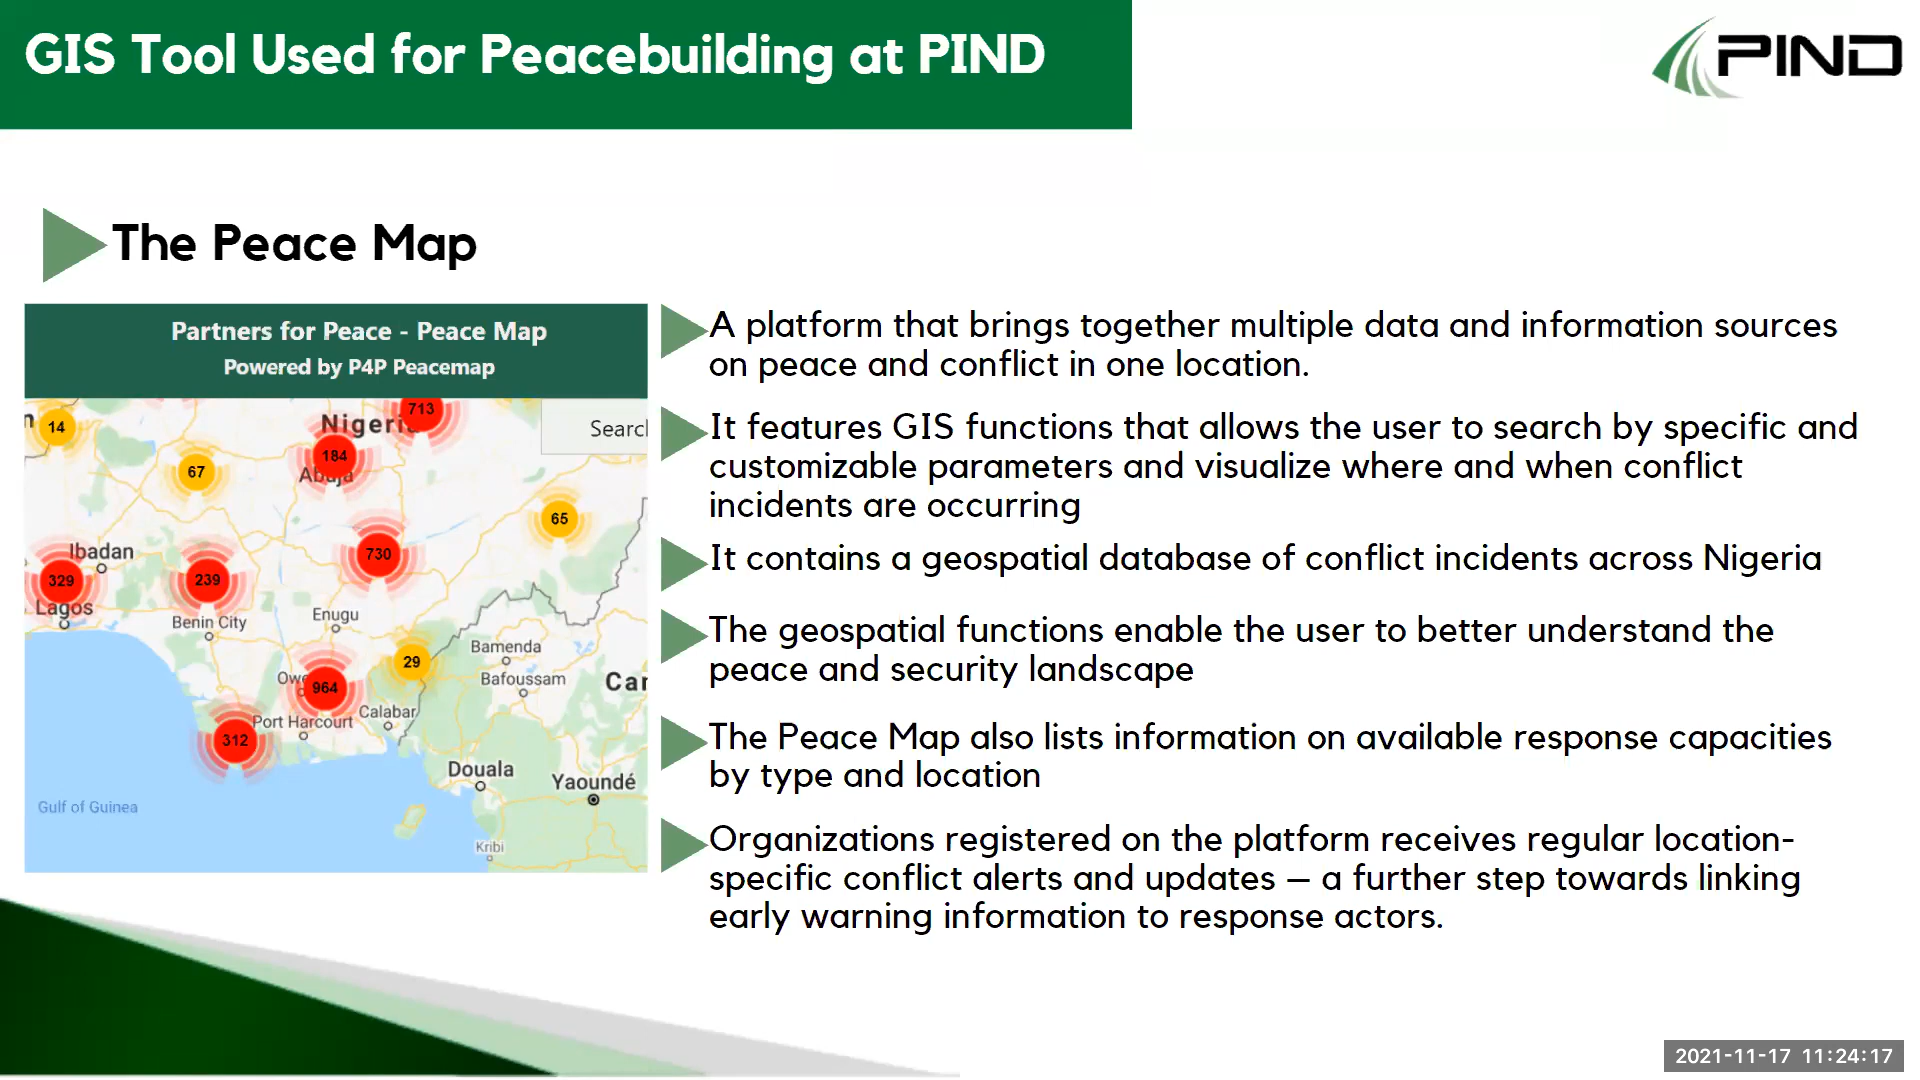 GIS Tool Used for Peacebuilding at PIND
PIND
The Peace Map
Partners for Peace - Peace Map
Powered by P4P Peacemap
14
Nigeria
713
Search
67
184
Abuja
65
730
Ibadan
329
239
Lagos
Enugu
Benin City
Bamenda
29
Bafoussam
964
Port Harcourt
Calabar
312
Douala
Yaoundé
Gulf of Guinea
Kribi
A platform that brings together multiple data and information sources
on peace and conflict in one location.
It features GIS functions that allows the user to search by specific and
customizable parameters and visualize where and when conflict
incidents are occurring
It contains a geospatial database of conflict incidents across Nigeria
The geospatial functions enable the user to better understand the
peace and security landscape
The Peace Map also lists information on available response capacities
by type and location
Organizations registered on the platform receives regular location-
specific conflict alerts and updates – a further step towards linking
early warning information to response actors.
2021-11-17 11:24:17